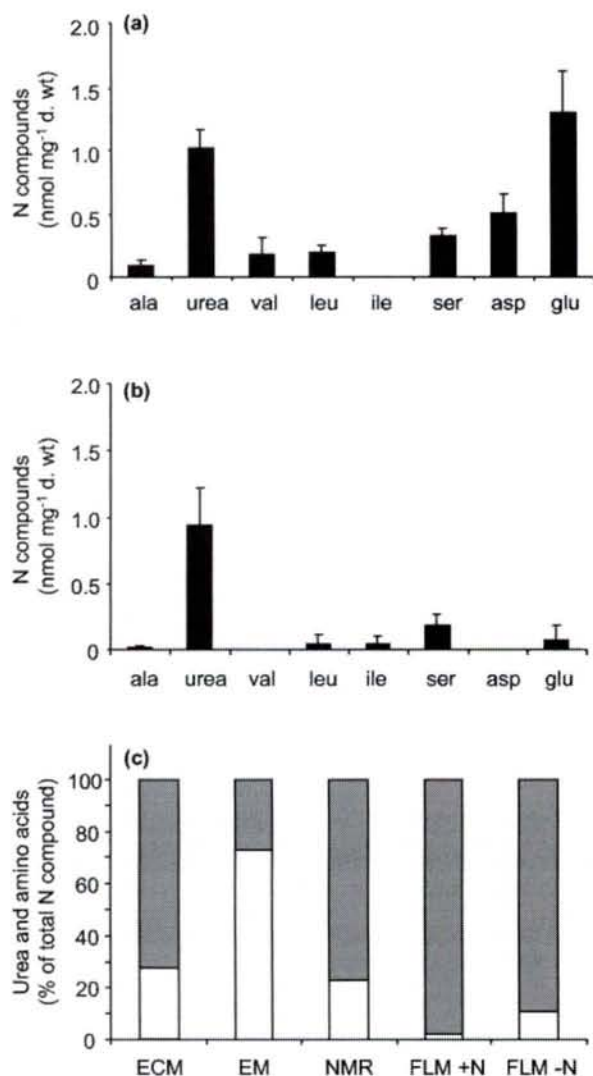 (a)
N compounds
(nmol mg⁻¹ d. wt)
2.0
1.5
1.0
0.5
0
ala urea val leu ile ser asp glu
(b)
N compounds
(nmol mg⁻¹ d. wt)
2.0
1.5
1.0
0.5
0
ala urea val leu ile ser asp glu
(c)
Urea and amino acids
(% of total N compound)
100
80
60
40
20
0
ECM EM NMR FLM +N FLM -N